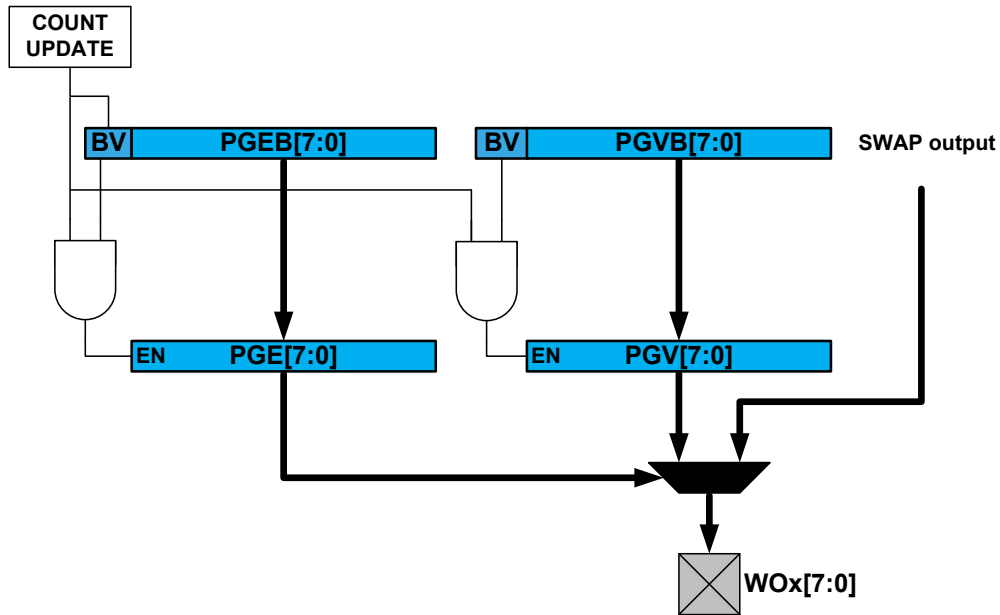 COUNT
UPDATE
BV PGEB[7:0]
BV PGVB[7:0]
SWAP output
EN PGE[7:0]
EN PGV[7:0]
WOx[7:0]